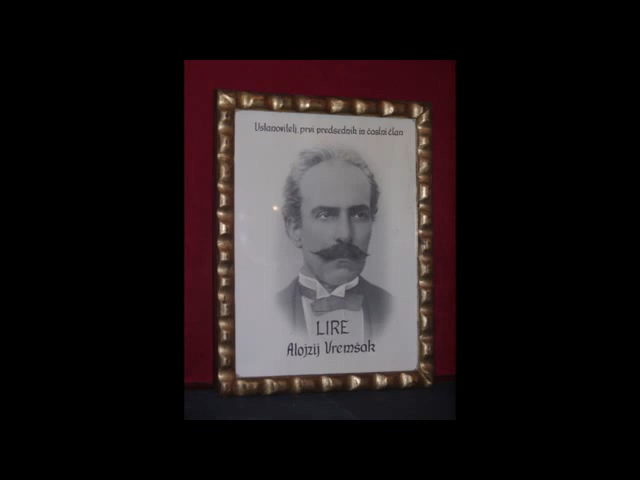 Ustanovitelj, prvi predsednik in častni član
LIRE
Alojzij Vremšak